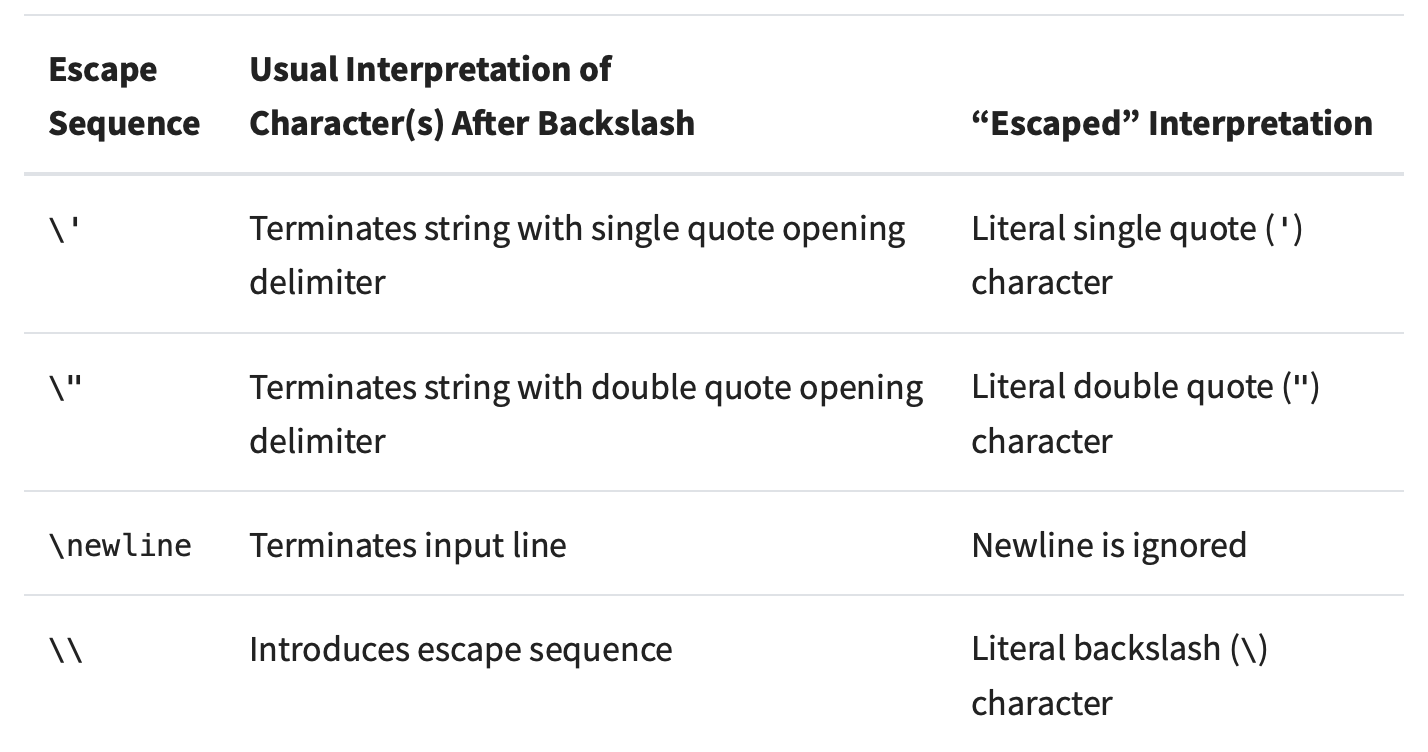 Escape Sequence	Usual Interpretation of Character(s) After Backslash	“Escaped” Interpretation
\'	Terminates string with single quote opening delimiter	Literal single quote (') character
\"	Terminates string with double quote opening delimiter	Literal double quote (") character
\newline	Terminates input line	Newline is ignored
\\	Introduces escape sequence	Literal backslash (\) character